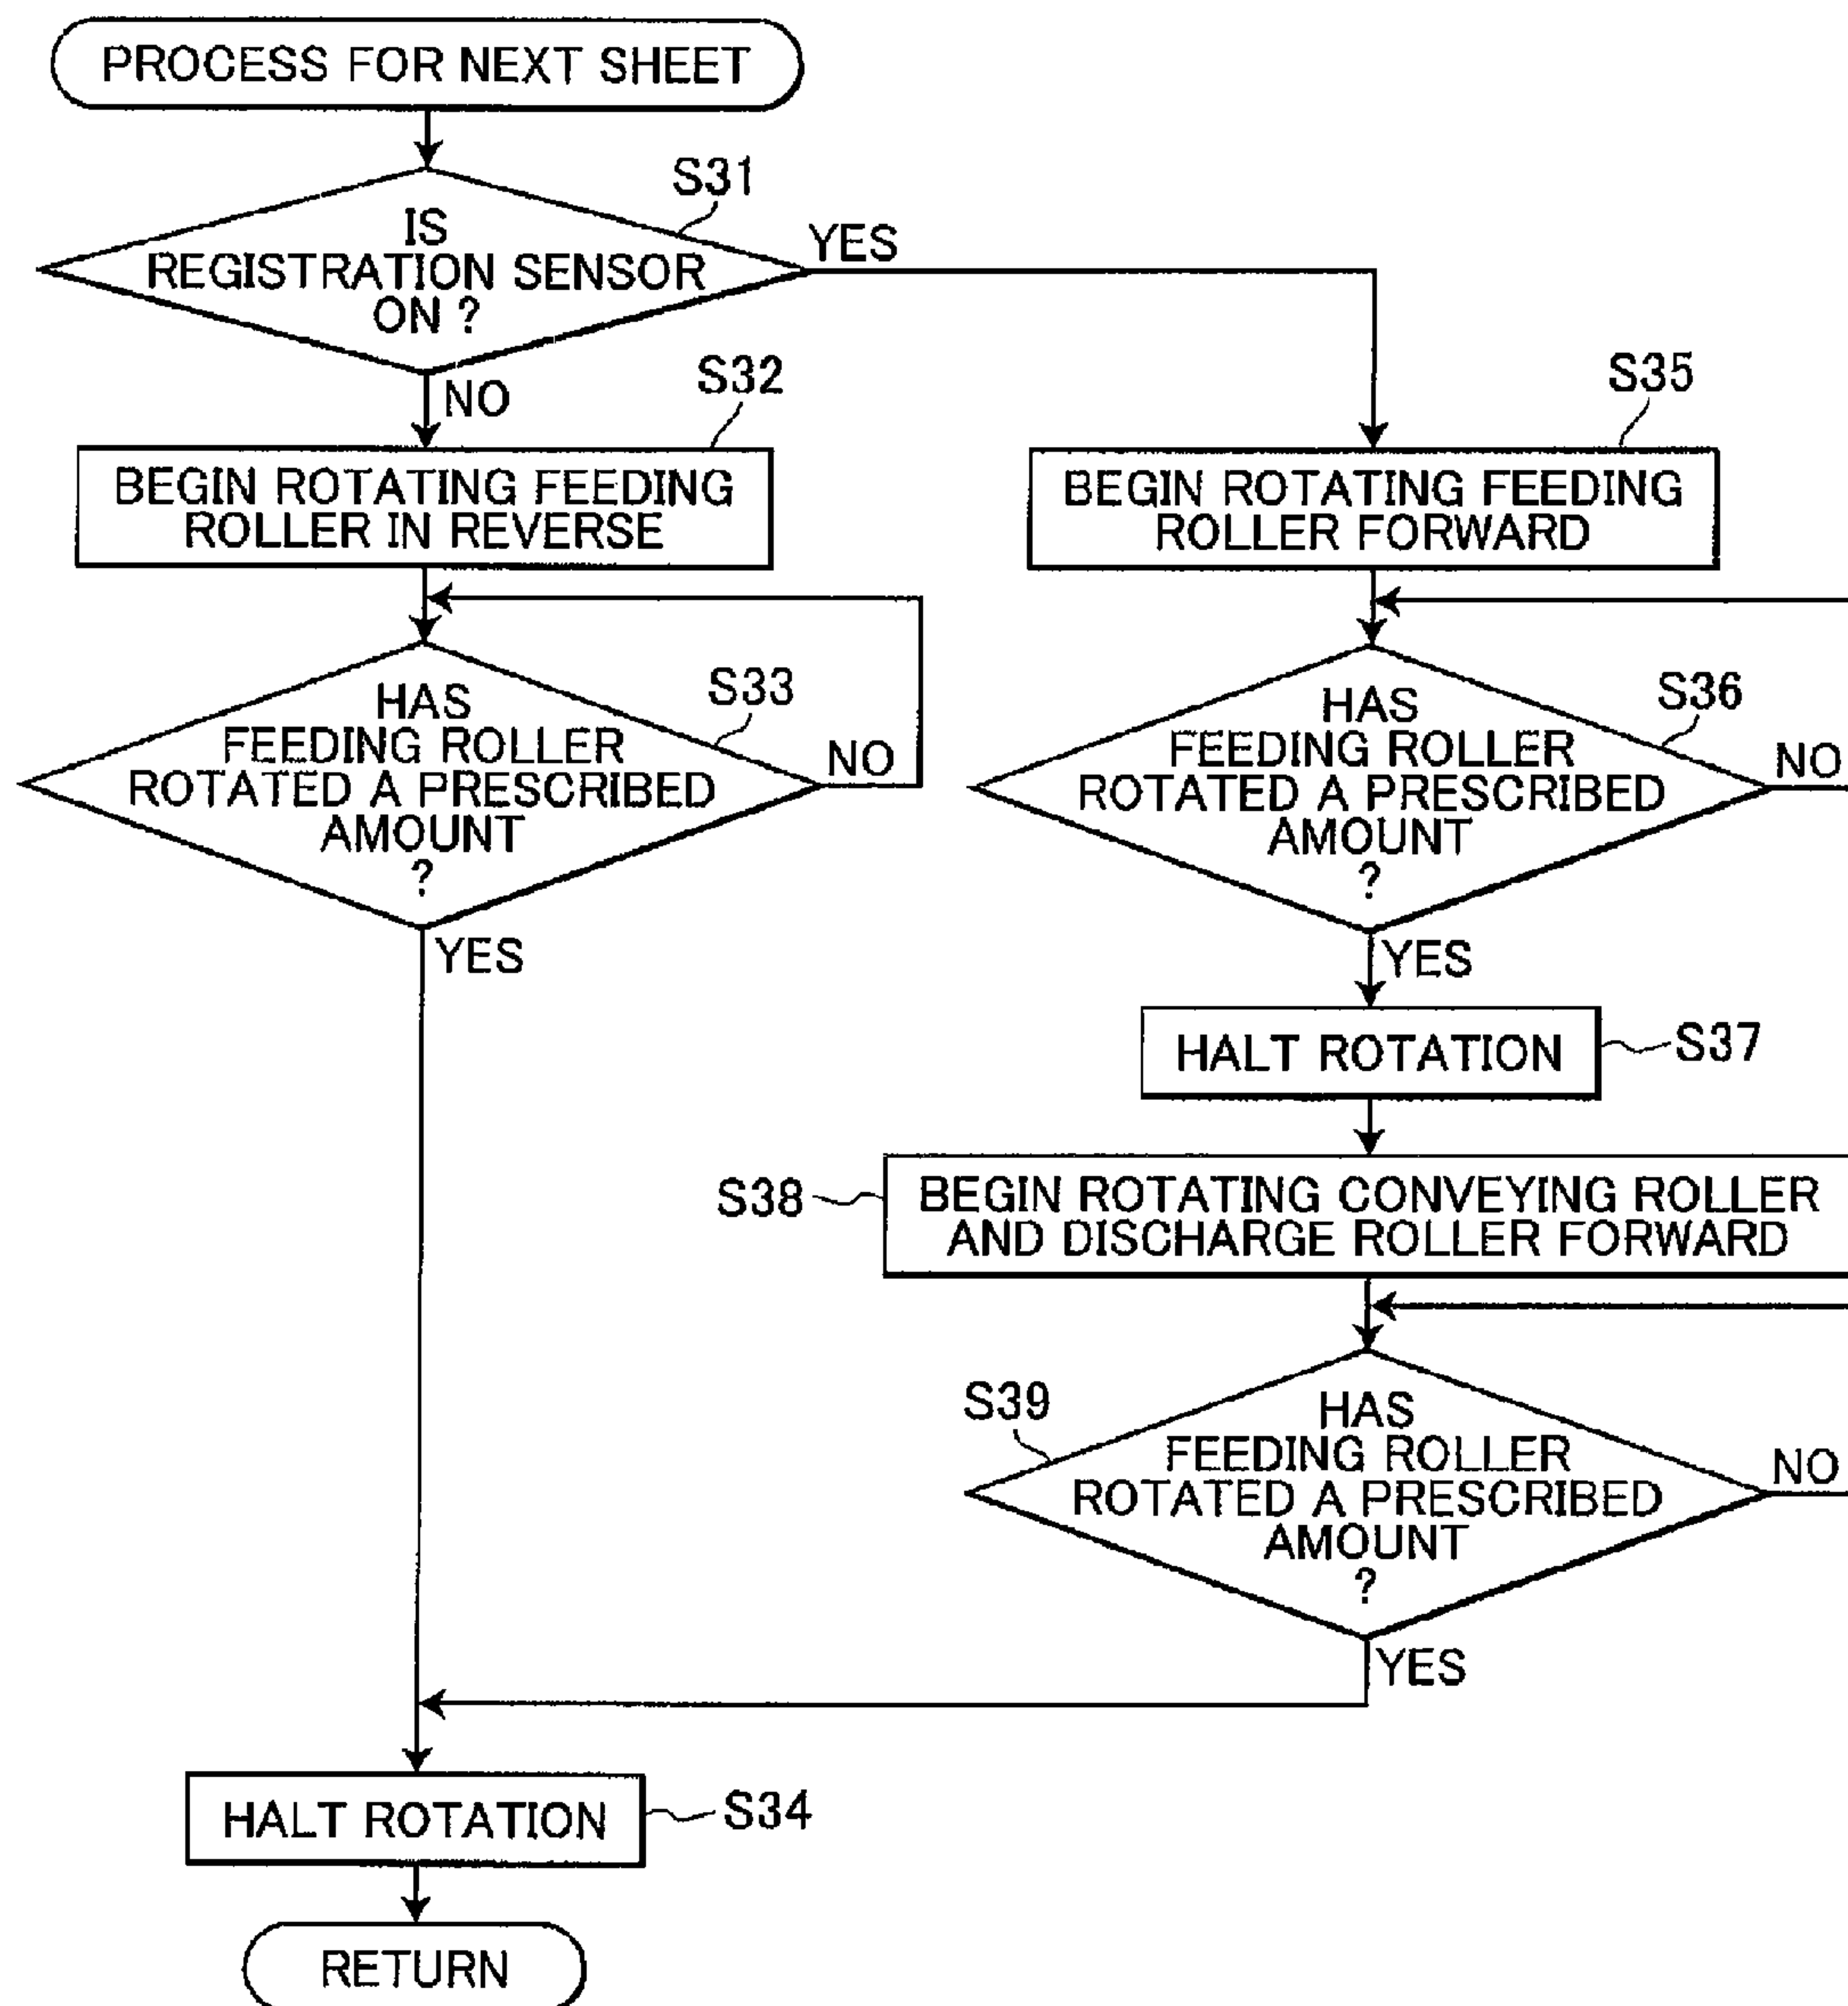 PROCESS FOR NEXT SHEET
S31
IS
REGISTRATION SENSOR
ON ?
YES
NO
S32
BEGIN ROTATING FEEDING
ROLLER IN REVERSE
S33
HAS
FEEDING ROLLER
ROTATED A PRESCRIBED
AMOUNT
?
NO
YES
S35
BEGIN ROTATING FEEDING
ROLLER FORWARD
S36
HAS
FEEDING ROLLER
ROTATED A PRESCRIBED
AMOUNT
?
NO
YES
HALT ROTATION
S37
S38
BEGIN ROTATING CONVEYING ROLLER
AND DISCHARGE ROLLER FORWARD
S39
HAS
FEEDING ROLLER
ROTATED A PRESCRIBED
AMOUNT
?
NO
YES
HALT ROTATION
S34
RETURN